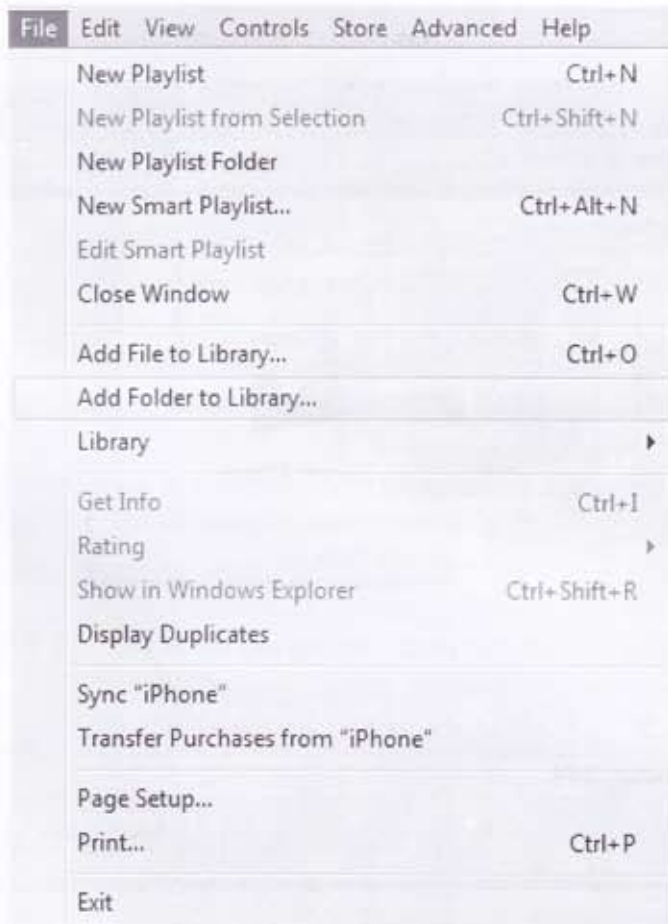 File Edit View Controls Store Advanced Help
New Playlist Ctrl+N
New Playlist from Selection Ctrl+Shift+N
New Playlist Folder
New Smart Playlist... Ctrl+Alt+N
Edit Smart Playlist
Close Window Ctrl+W
Add File to Library... Ctrl+O
Add Folder to Library...
Library
Get Info Ctrl+I
Rating
Show in Windows Explorer Ctrl+Shift+R
Display Duplicates
Sync "iPhone"
Transfer Purchases from "iPhone"
Page Setup...
Print... Ctrl+P
Exit